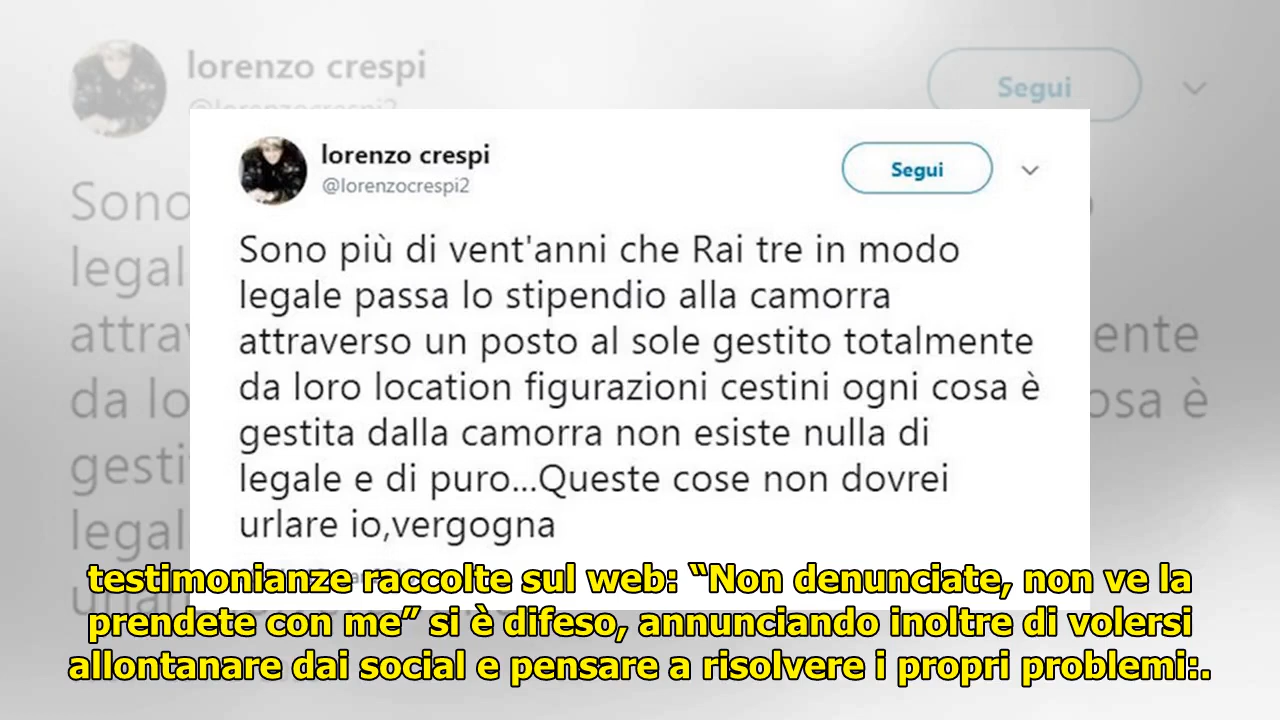 lorenzo crespi
Segui
lorenzo crespi
@lorenzocrespi2
Segui
Sono più di vent'anni che Rai tre in modo
legale passa lo stipendio alla camorra
attraverso un posto al sole gestito totalmente
da loro location figurazioni cestini ogni cosa è
gestita dalla camorra non esiste nulla di
legale e di puro...Queste cose non dovrei
urlare io,vergogna
testimonianze raccolte sul web: “Non denunciate, non ve la
prendete con me” si è difeso, annunciando inoltre di volersi
allontanare dai social e pensare a risolvere i propri problemi:.